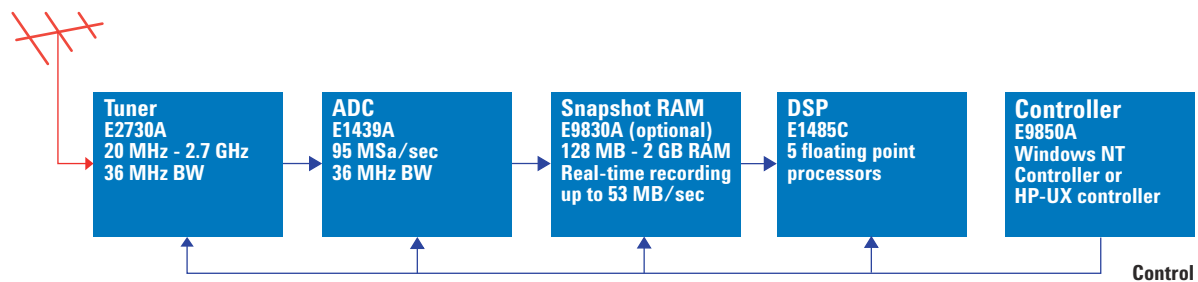 Tuner
E2730A
20 MHz - 2.7 GHz
36 MHz BW
ADC
E1439A
95 MSa/sec
36 MHz BW
Snapshot RAM
E9830A (optional)
128 MB - 2 GB RAM
Real-time recording
up to 53 MB/sec
DSP
E1485C
5 floating point
processors
Controller
E9850A
Windows NT
Controller or
HP-UX controller
Control